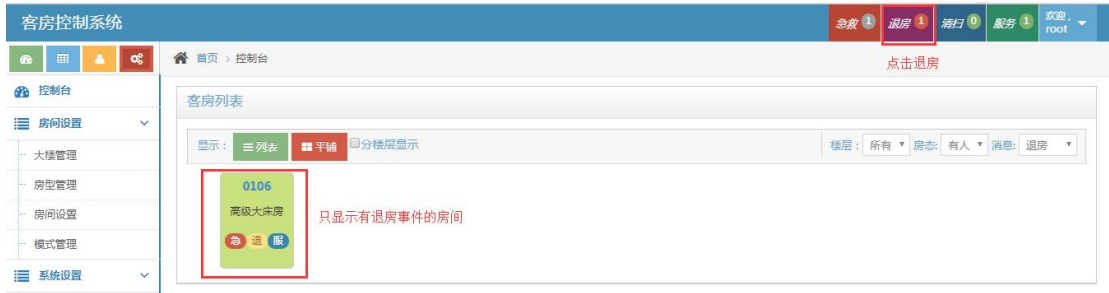 客房控制系统
急救 1 退房 1 清扫 0 服务 1 欢迎, root
首页 > 控制台
点击退房
控制台
客房列表
房间设置
显示: 列表 平铺 分楼层显示 楼层: 所有 房态: 有人 消息: 退房
大楼管理
房型管理
房间设置
模式管理
系统设置
0106
高级大床房
急 退 服
只显示有退房事件的房间